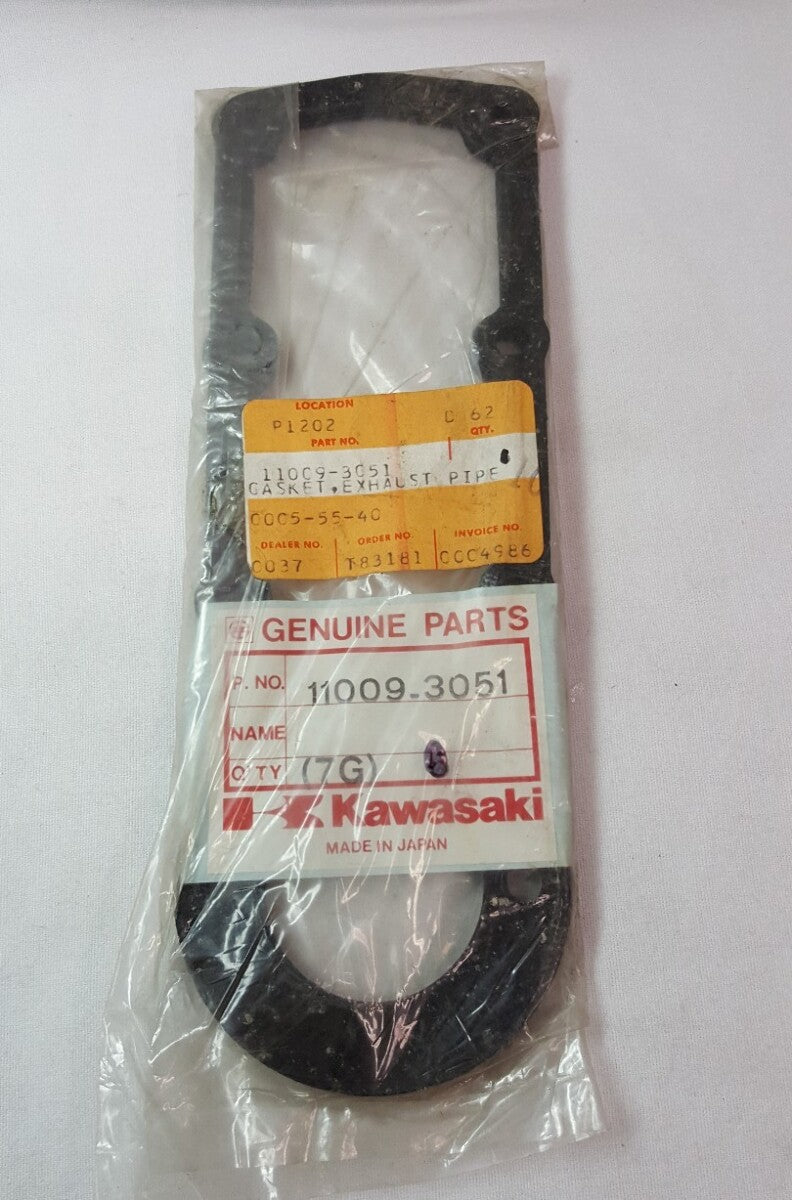 LOCATION
P1202 D 62
PART NO. QTY.
11009-3051
GASKET,EXHAUST PIPE
0005-55-40
DEALER NO. ORDER NO INVOICE NO.
C037 T83181 CCC4986
GENUINE PARTS
P. NO. 11009-3051
NAME
Q'TY (7G)
Kawasaki
MADE IN JAPAN